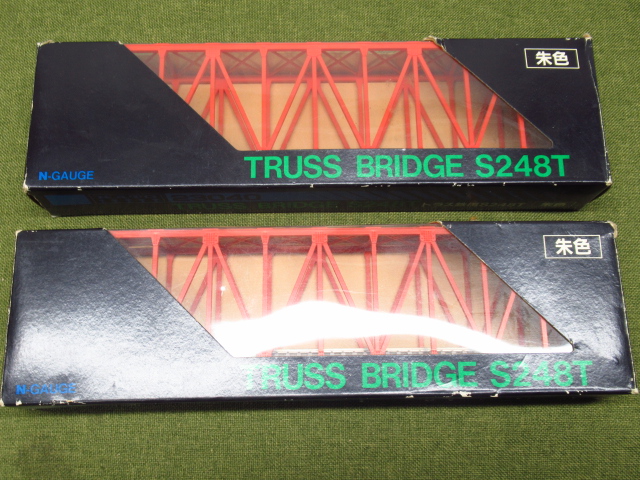 朱色
TRUSS BRIDGE S248T
N-GAUGE
朱色
TRUSS BRIDGE S248T
N-GAUGE